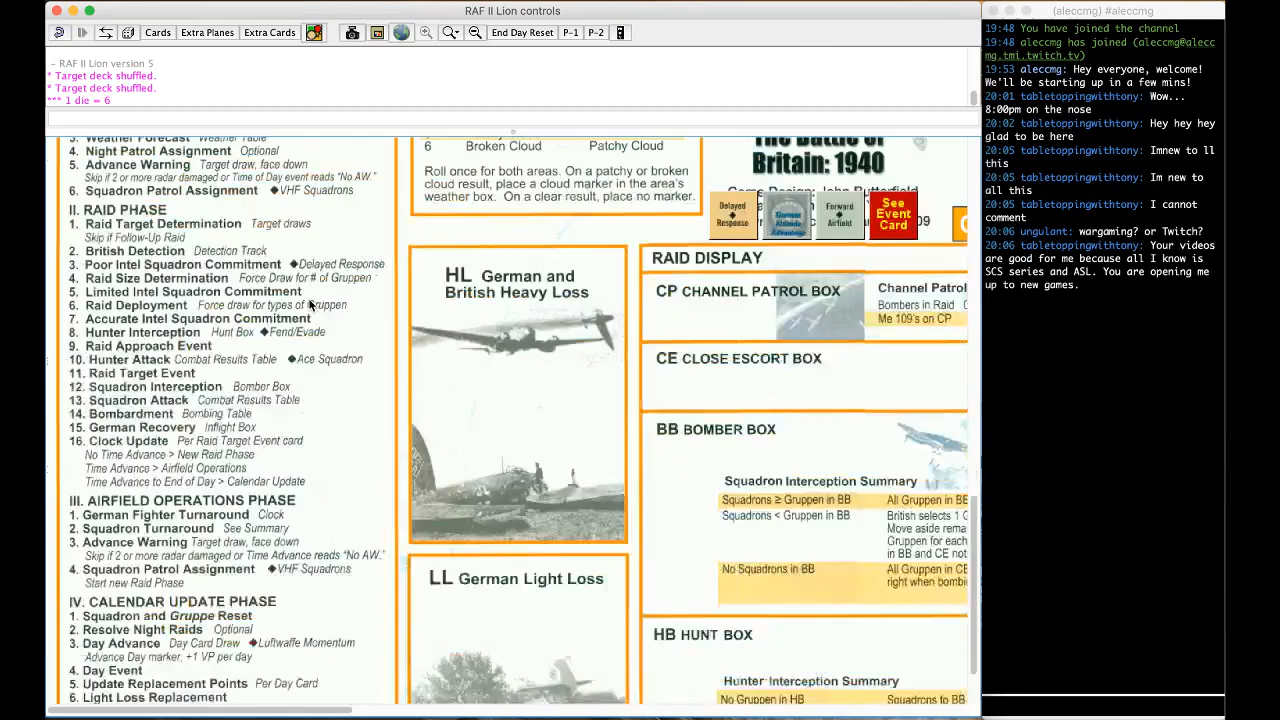 RAF II Lion controls
Cards
Extra Planes
Extra Cards
End Day Reset
P-1
P-2
– RAF II Lion version 5
* Target deck shuffled.
* Target deck shuffled.
*** 1 die = 6
3. Weather Forecast Weather Table
4. Night Patrol Assignment Optional
5. Advance Warning Target draw, face down
Skip if 2 or more radar damaged or Time of Day event reads "No AW."
6. Squadron Patrol Assignment ◆VHF Squadrons
II. RAID PHASE
1. Raid Target Determination Target draws
Skip if Follow-Up Raid
2. British Detection Detection Track
3. Poor Intel Squadron Commitment ◆Delayed Response
4. Raid Size Determination Force Draw for # of Gruppen
5. Limited Intel Squadron Commitment
6. Raid Deployment Force draw for types of Gruppen
7. Accurate Intel Squadron Commitment
8. Hunter Interception Hunt Box ◆Fend/Evade
9. Raid Approach Event
10. Hunter Attack Combat Results Table ◆Ace Squadron
11. Raid Target Event
12. Squadron Interception Bomber Box
13. Squadron Attack Combat Results Table
14. Bombardment Bombing Table
15. German Recovery Inflight Box
16. Clock Update Per Raid Target Event card
No Time Advance > New Raid Phase
Time Advance > Airfield Operations
Time Advance to End of Day > Calendar Update
III. AIRFIELD OPERATIONS PHASE
1. German Fighter Turnaround Clock
2. Squadron Turnaround See Summary
3. Advance Warning Target draw, face down
Skip if 2 or more radar damaged or Time Advance reads "No AW."
4. Squadron Patrol Assignment ◆VHF Squadrons
Start new Raid Phase
IV. CALENDAR UPDATE PHASE
1. Squadron and Gruppe Reset
2. Resolve Night Raids Optional
3. Day Advance Day Card Draw ◆Luftwaffe Momentum
Advance Day marker, +1 VP per day
4. Day Event
5. Update Replacement Points Per Day Card
6. Light Loss Replacement
6 Broken Cloud Patchy Cloud
Roll once for both areas. On a patchy or broken
cloud result, place a cloud marker in the area's
weather box. On a clear result, place no marker.
HL German and
British Heavy Loss
LL German Light Loss
The Battle of
Britain: 1940
Game Design: John Butterfield
Delayed
◆
Response
Forward
◆
Airfield
See
Event
Card
RAID DISPLAY
CP CHANNEL PATROL BOX
Channel Patrol
Bombers in Raid
Me 109's on CP
CE CLOSE ESCORT BOX
BB BOMBER BOX
Squadron Interception Summary
Squadrons ≥ Gruppen in BB All Gruppen in BB
Squadrons < Gruppen in BB British selects 1 G
Move aside rema
Gruppen for each
in BB and CE not
No Squadrons in BB All Gruppen in CE
right when bombi
HB HUNT BOX
Hunter Interception Summary
No Gruppen in HB Squadrons to BB
(aleccmg) #aleccmg
19:48 You have joined the channel
19:48 aleccmg has joined (aleccmg@alecc
mg.tmi.twitch.tv)
19:53 aleccmg: Hey everyone, welcome!
We'll be starting up in a few mins!
20:01 tabletoppingwithtony: Wow...
8:00pm on the nose
20:02 tabletoppingwithtony: Hey hey hey
glad to be here
20:05 tabletoppingwithtony: Imnew to ll
this
20:05 tabletoppingwithtony: Im new to
all this
20:05 tabletoppingwithtony: I cannot
comment
20:06 ungulant: wargaming? or Twitch?
20:06 tabletoppingwithtony: Your videos
are good for me because all I know is
SCS series and ASL. You are opening me
up to new games.